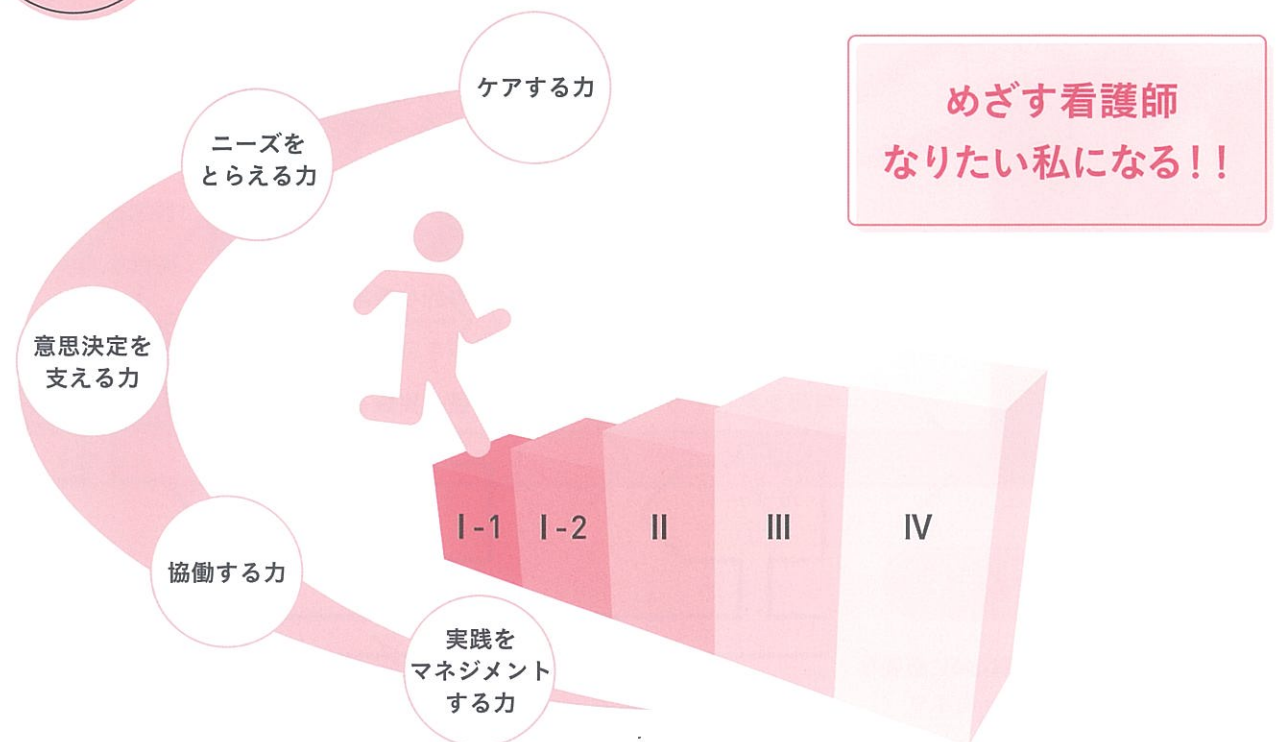 ケアする力
ニーズを
とらえる力
意思決定を
支える力
協働する力
実践を
マネジメント
する力
めざす看護師
なりたい私になる！！
Ⅰ-1
Ⅰ-2
Ⅱ
Ⅲ
Ⅳ